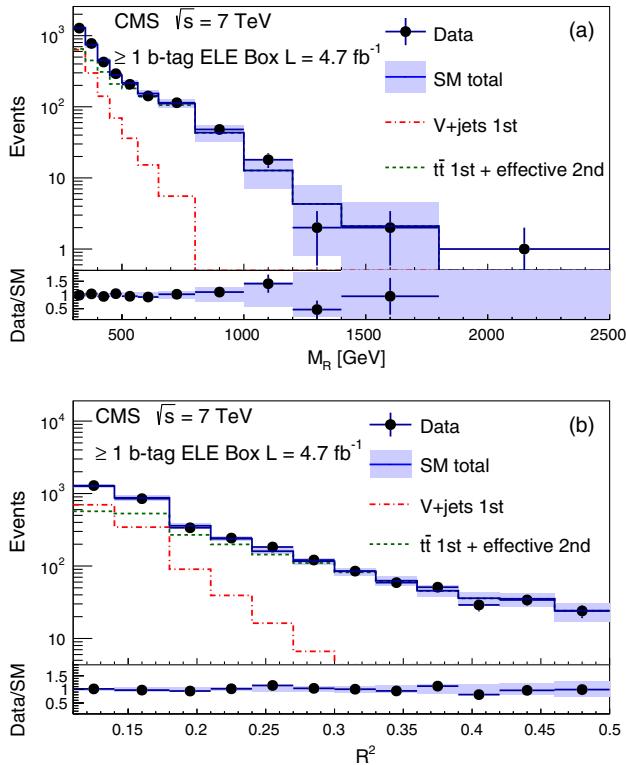 CMS √s = 7 TeV
≥ 1 b-tag ELE Box L = 4.7 fb⁻¹
(a)
Data
SM total
V+jets 1st
tt̄ 1st + effective 2nd
Events
10³
10²
10
1
Data/SM
1.5
1
0.5
500 1000 1500 2000 2500
M_R [GeV]
CMS √s = 7 TeV
≥ 1 b-tag ELE Box L = 4.7 fb⁻¹
(b)
Data
SM total
V+jets 1st
tt̄ 1st + effective 2nd
Events
10⁴
10³
10²
10
Data/SM
1.5
1
0.5
0.15 0.2 0.25 0.3 0.35 0.4 0.45 0.5
R²